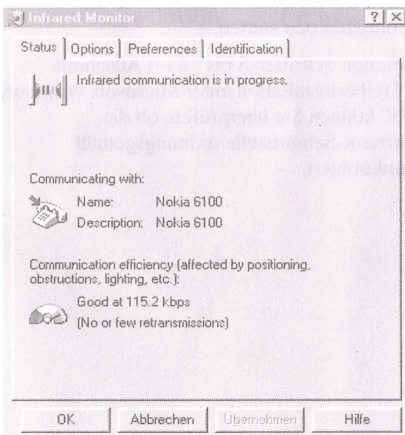 Infrared Monitor
Status Options Preferences Identification
Infrared communication is in progress.
Communicating with:
Name: Nokia 6100
Description: Nokia 6100
Communication efficiency (affected by positioning,
obstructions, lighting, etc.):
Good at 115.2 kbps
(No or few retransmissions)
OK Abbrechen Übernehmen Hilfe